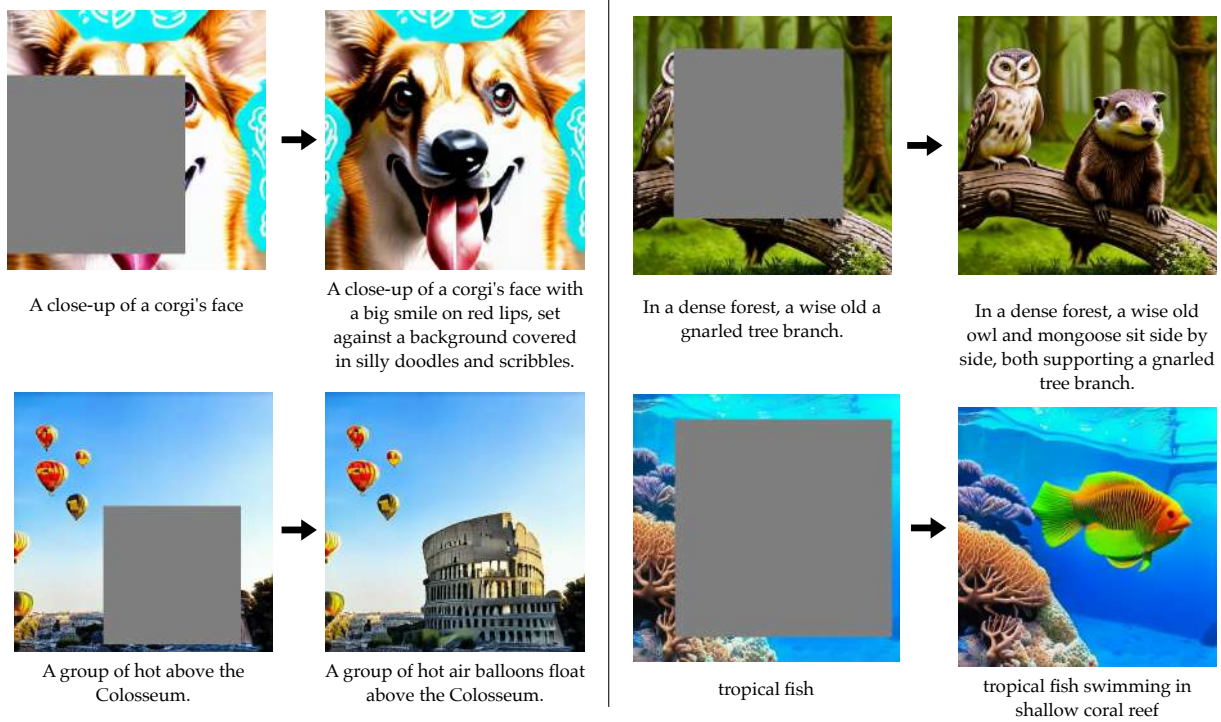 A close-up of a corgi's face
A close-up of a corgi's face with
a big smile on red lips, set
against a background covered
in silly doodles and scribbles.
In a dense forest, a wise old a
gnarled tree branch.
In a dense forest, a wise old
owl and mongoose sit side by
side, both supporting a gnarled
tree branch.
A group of hot above the
Colosseum.
A group of hot air balloons float
above the Colosseum.
tropical fish
tropical fish swimming in
shallow coral reef